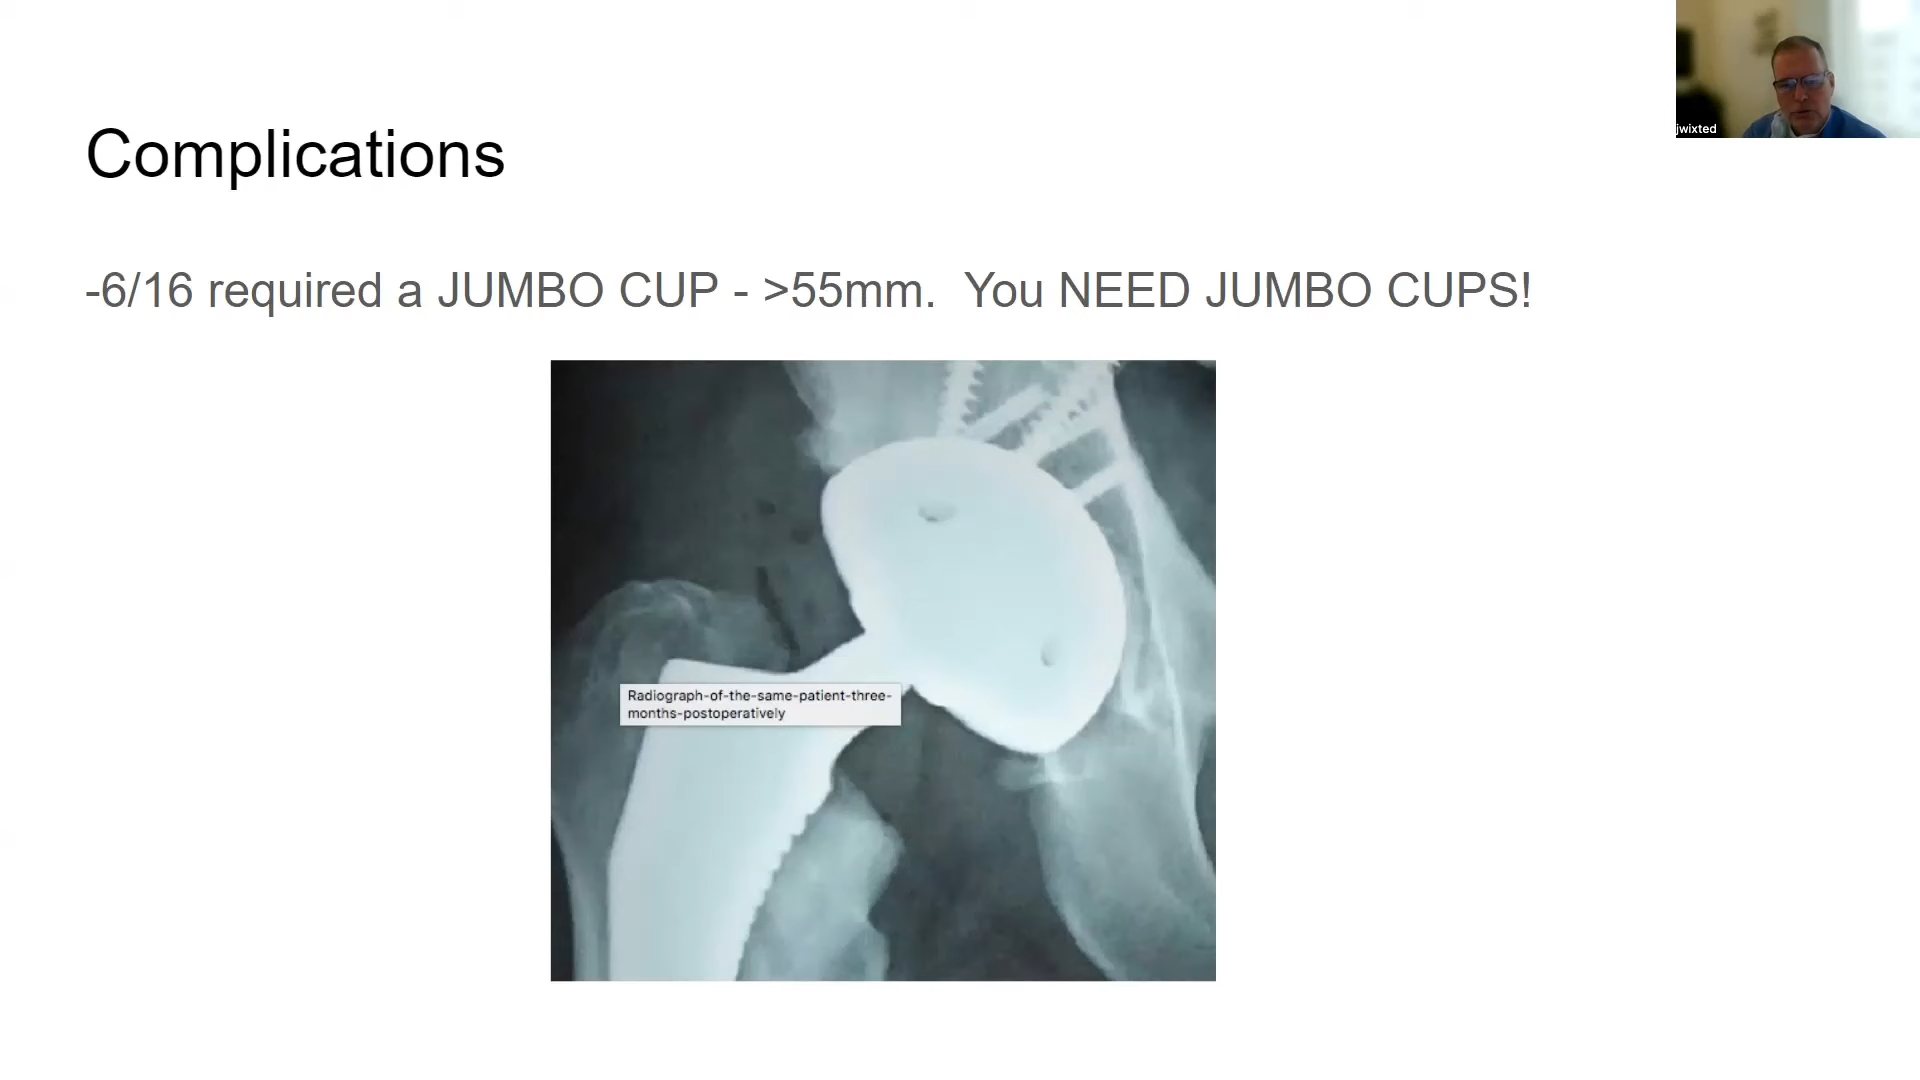 jwixted
Complications
-6/16 required a JUMBO CUP - >55mm.  You NEED JUMBO CUPS!
Radiograph-of-the-same-patient-three-
months-postoperatively